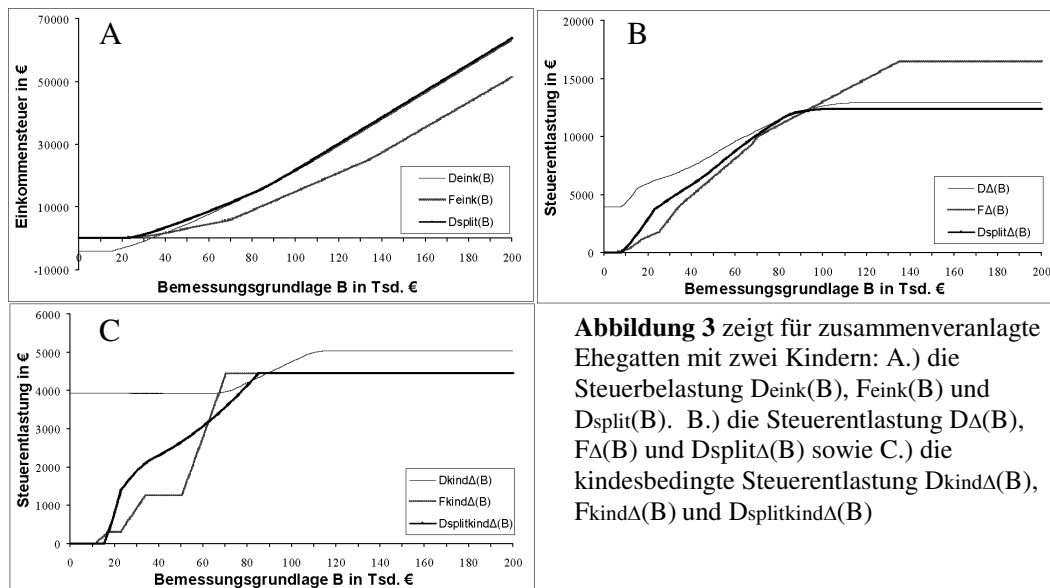 A
Einkommensteuer in €
70000
50000
30000
10000
-10000
0 20 40 60 80 100 120 140 160 180 200
Bemessungsgrundlage B in Tsd. €
Deink(B)
Feink(B)
Dsplit(B)
B
Steuerentlastung in €
20000
15000
10000
5000
0
0 20 40 60 80 100 120 140 160 180 200
Bemessungsgrundlage B in Tsd. €
DΔ(B)
FΔ(B)
DsplitΔ(B)
C
Steuerentlastung in €
6000
5000
4000
3000
2000
1000
0
0 20 40 60 80 100 120 140 160 180 200
Bemessungsgrundlage B in Tsd. €
DkindΔ(B)
FkindΔ(B)
DsplitkindΔ(B)
Abbildung 3 zeigt für zusammenveranlagte
Ehegatten mit zwei Kindern: A.) die
Steuerbelastung Deink(B), Feink(B) und
Dsplit(B). B.) die Steuerentlastung DΔ(B),
FΔ(B) und DsplitΔ(B) sowie C.) die
kindesbedingte Steuerentlastung DkindΔ(B),
FkindΔ(B) und DsplitkindΔ(B)